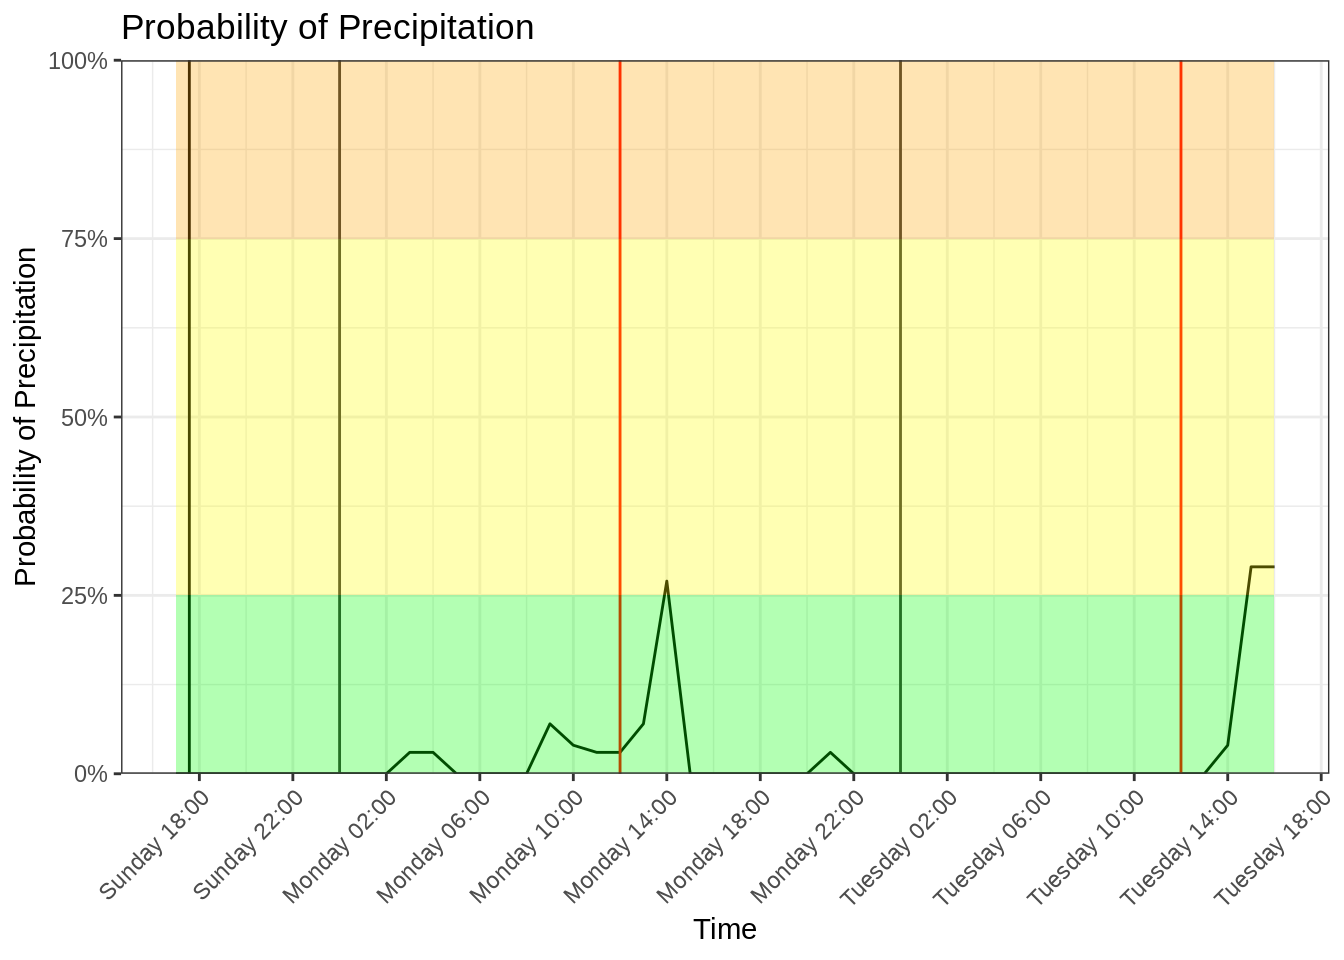 Probability of Precipitation
Probability of Precipitation
100%
75%
50%
25%
0%
Sunday 18:00
Sunday 22:00
Monday 02:00
Monday 06:00
Monday 10:00
Monday 14:00
Monday 18:00
Monday 22:00
Tuesday 02:00
Tuesday 06:00
Tuesday 10:00
Tuesday 14:00
Tuesday 18:00
Time